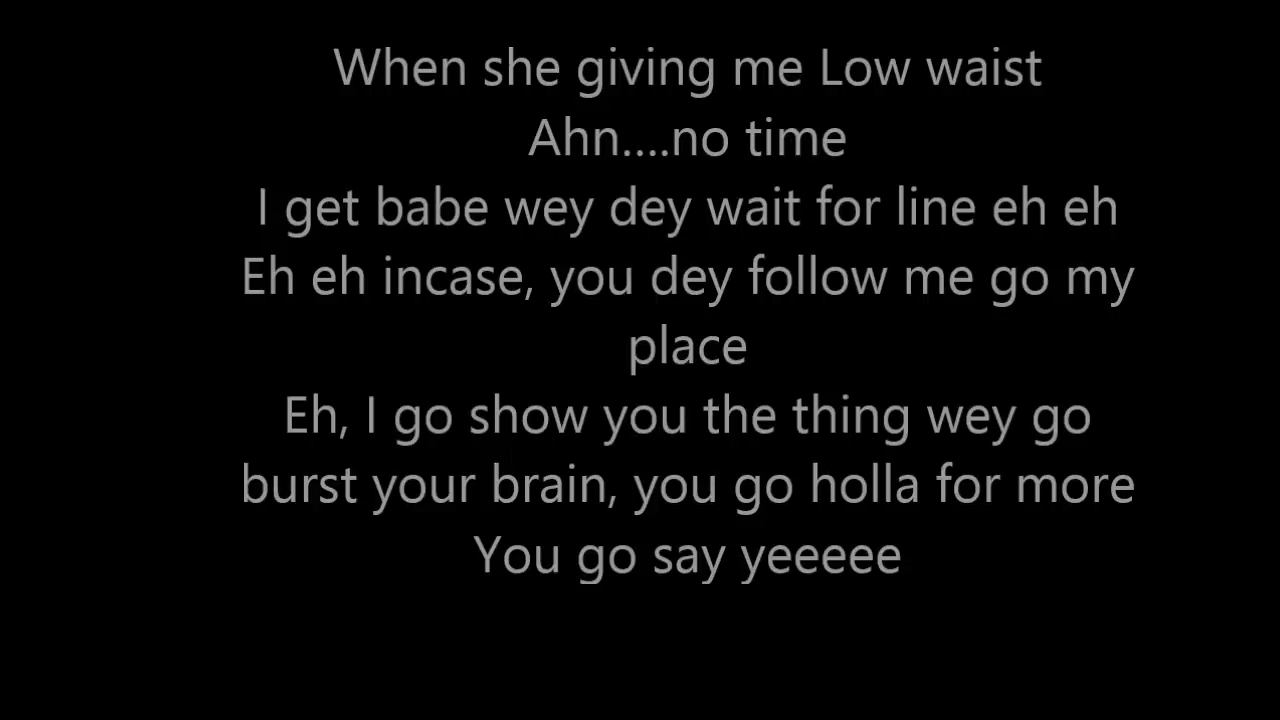 When she giving me Low waist
Ahn....no time
I get babe wey dey wait for line eh eh
Eh eh incase, you dey follow me go my
place
Eh, I go show you the thing wey go
burst your brain, you go holla for more
You go say yeeeee